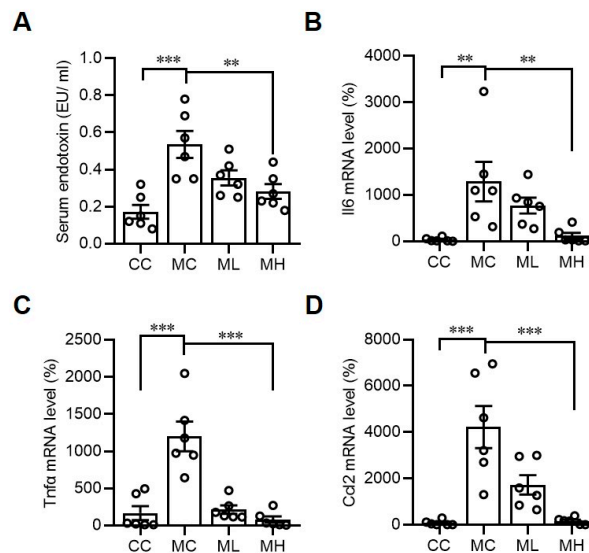 A
Serum endotoxin (EU/ ml)
1.0
0.8
0.6
0.4
0.2
0.0
***
**
CC MC ML MH
B
Il6 mRNA level (%)
4000
3000
2000
1000
0
**
**
CC MC ML MH
C
Tnfα mRNA level (%)
2500
2000
1500
1000
500
0
***
***
CC MC ML MH
D
Ccl2 mRNA level (%)
8000
6000
4000
2000
0
***
***
CC MC ML MH